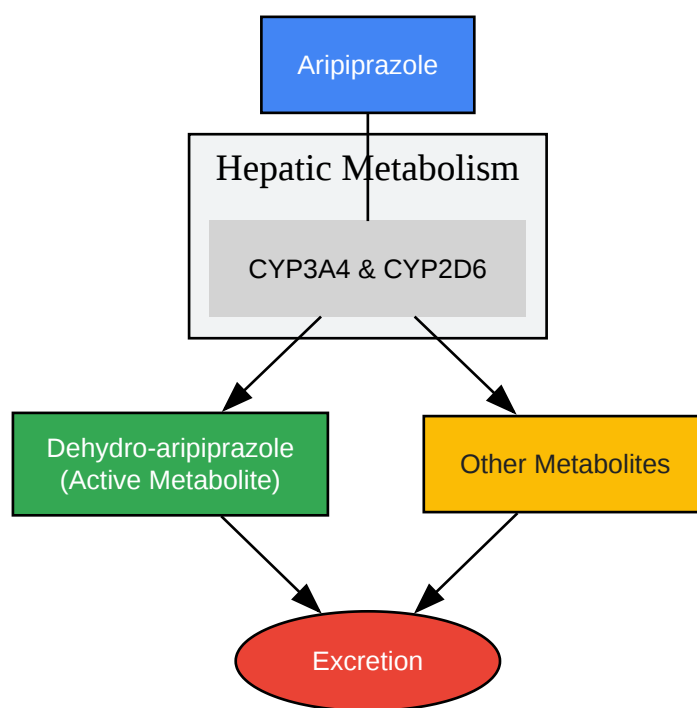 Aripiprazole
Hepatic Metabolism
CYP3A4 & CYP2D6
Dehydro-aripiprazole
(Active Metabolite)
Other Metabolites
Excretion